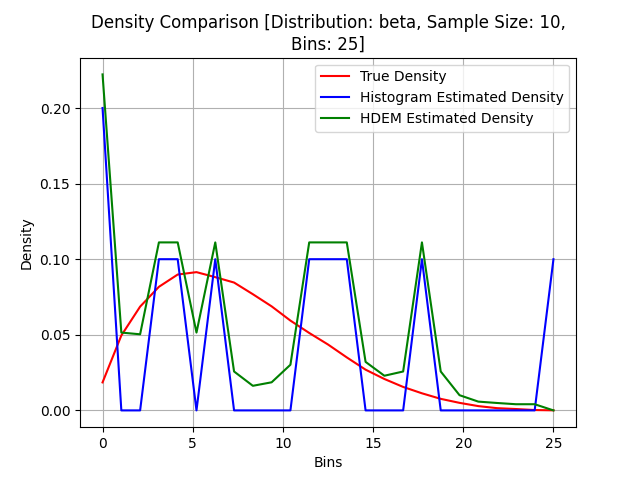 Density Comparison [Distribution: beta, Sample Size: 10,
Bins: 25]
True Density
Histogram Estimated Density
HDEM Estimated Density
Density
0.20
0.15
0.10
0.05
0.00
0 5 10 15 20 25
Bins